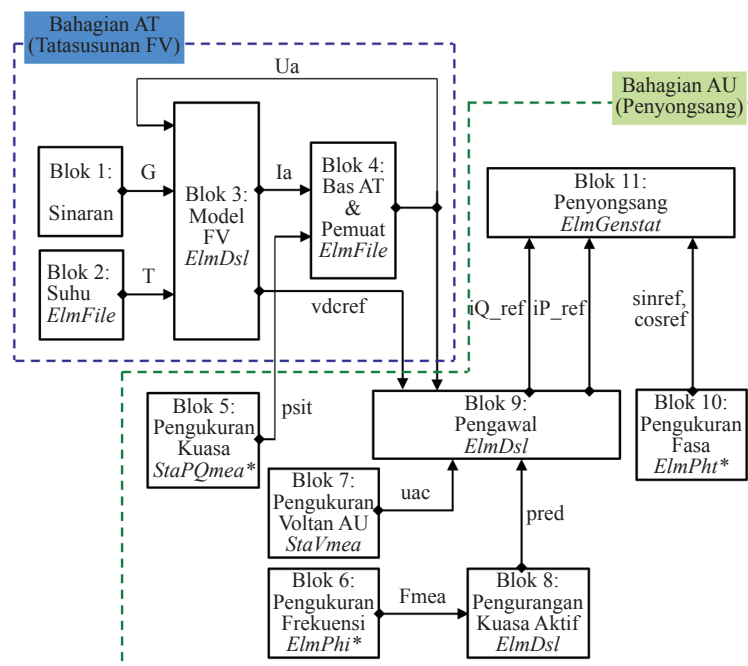 Bahagian AT
(Tatasusunan FV)
Ua
Bahagian AU
(Penyongsang)
Blok 1:
Sinaran
G
Blok 2:
Suhu
ElmFile
T
Blok 3:
Model
FV
ElmDsl
Ia
Blok 4:
Bas AT
&
Pemuat
ElmFile
vdcref
Blok 11:
Penyongsang
ElmGenstat
iQ_ref
iP_ref
sinref,
cosref
Blok 5:
Pengukuran
Kuasa
StaPQmea*
psit
Blok 9:
Pengawal
ElmDsl
Blok 10:
Pengukuran
Fasa
ElmPht*
Blok 7:
Pengukuran
Voltan AU
StaVmea
uac
pred
Blok 6:
Pengukuran
Frekuensi
ElmPhi*
Fmea
Blok 8:
Pengurangan
Kuasa Aktif
ElmDsl